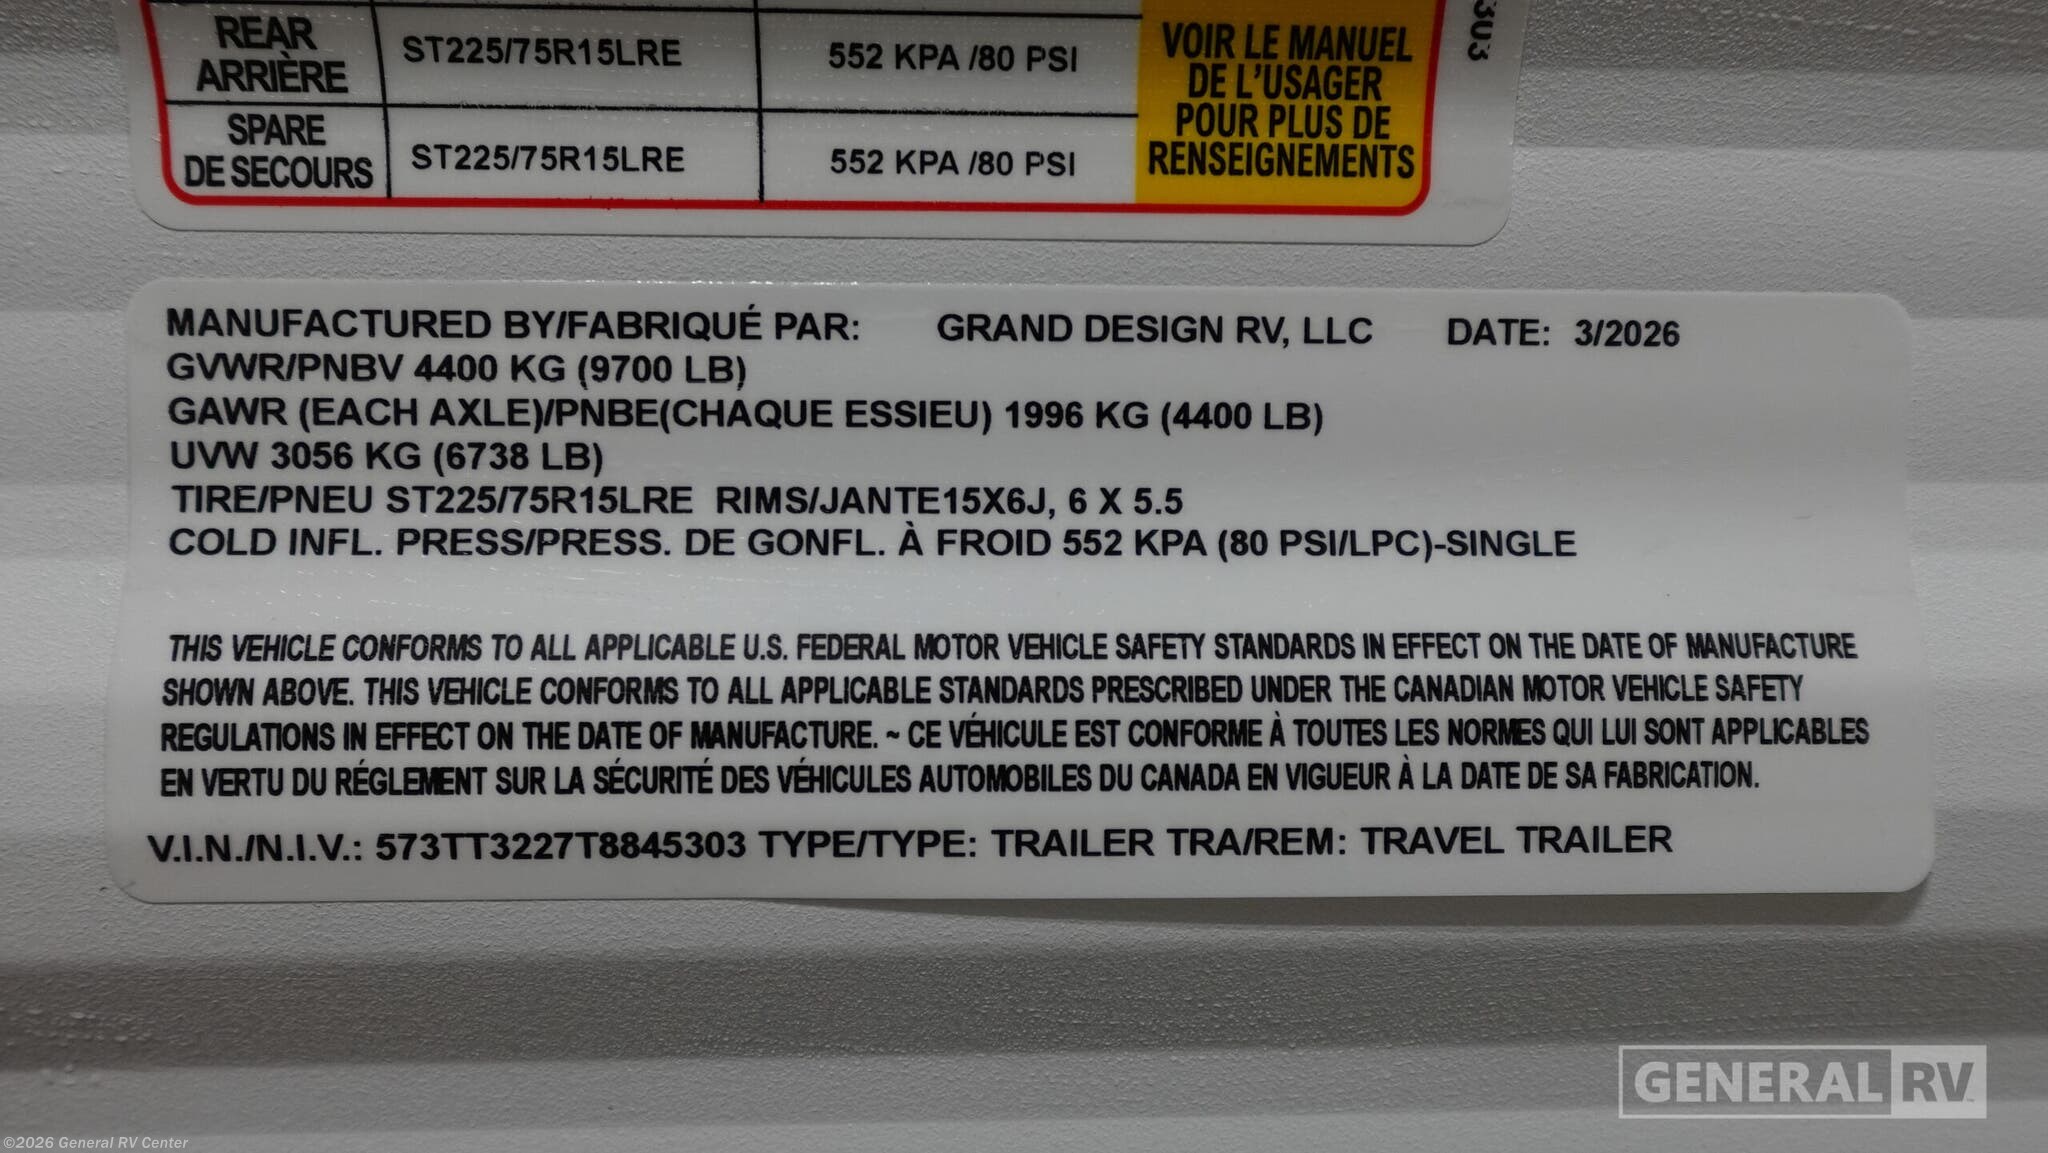 REAR
ARRIÈRE
ST225/75R15LRE
552 KPA /80 PSI
SPARE
DE SECOURS
ST225/75R15LRE
552 KPA /80 PSI
VOIR LE MANUEL
DE L'USAGER
POUR PLUS DE
RENSEIGNEMENTS
303
MANUFACTURED BY/FABRIQUÉ PAR: GRAND DESIGN RV, LLC DATE: 3/2026
GVWR/PNBV 4400 KG (9700 LB)
GAWR (EACH AXLE)/PNBE(CHAQUE ESSIEU) 1996 KG (4400 LB)
UVW 3056 KG (6738 LB)
TIRE/PNEU ST225/75R15LRE RIMS/JANTE15X6J, 6 X 5.5
COLD INFL. PRESS/PRESS. DE GONFL. À FROID 552 KPA (80 PSI/LPC)-SINGLE
THIS VEHICLE CONFORMS TO ALL APPLICABLE U.S. FEDERAL MOTOR VEHICLE SAFETY STANDARDS IN EFFECT ON THE DATE OF MANUFACTURE
SHOWN ABOVE. THIS VEHICLE CONFORMS TO ALL APPLICABLE STANDARDS PRESCRIBED UNDER THE CANADIAN MOTOR VEHICLE SAFETY
REGULATIONS IN EFFECT ON THE DATE OF MANUFACTURE. ~ CE VÉHICULE EST CONFORME À TOUTES LES NORMES QUI LUI SONT APPLICABLES
EN VERTU DU RÉGLEMENT SUR LA SÉCURITÉ DES VÉHICULES AUTOMOBILES DU CANADA EN VIGUEUR À LA DATE DE SA FABRICATION.
V.I.N./N.I.V.: 573TT3227T8845303 TYPE/TYPE: TRAILER TRA/REM: TRAVEL TRAILER
GENERAL RV
©2026 General RV Center